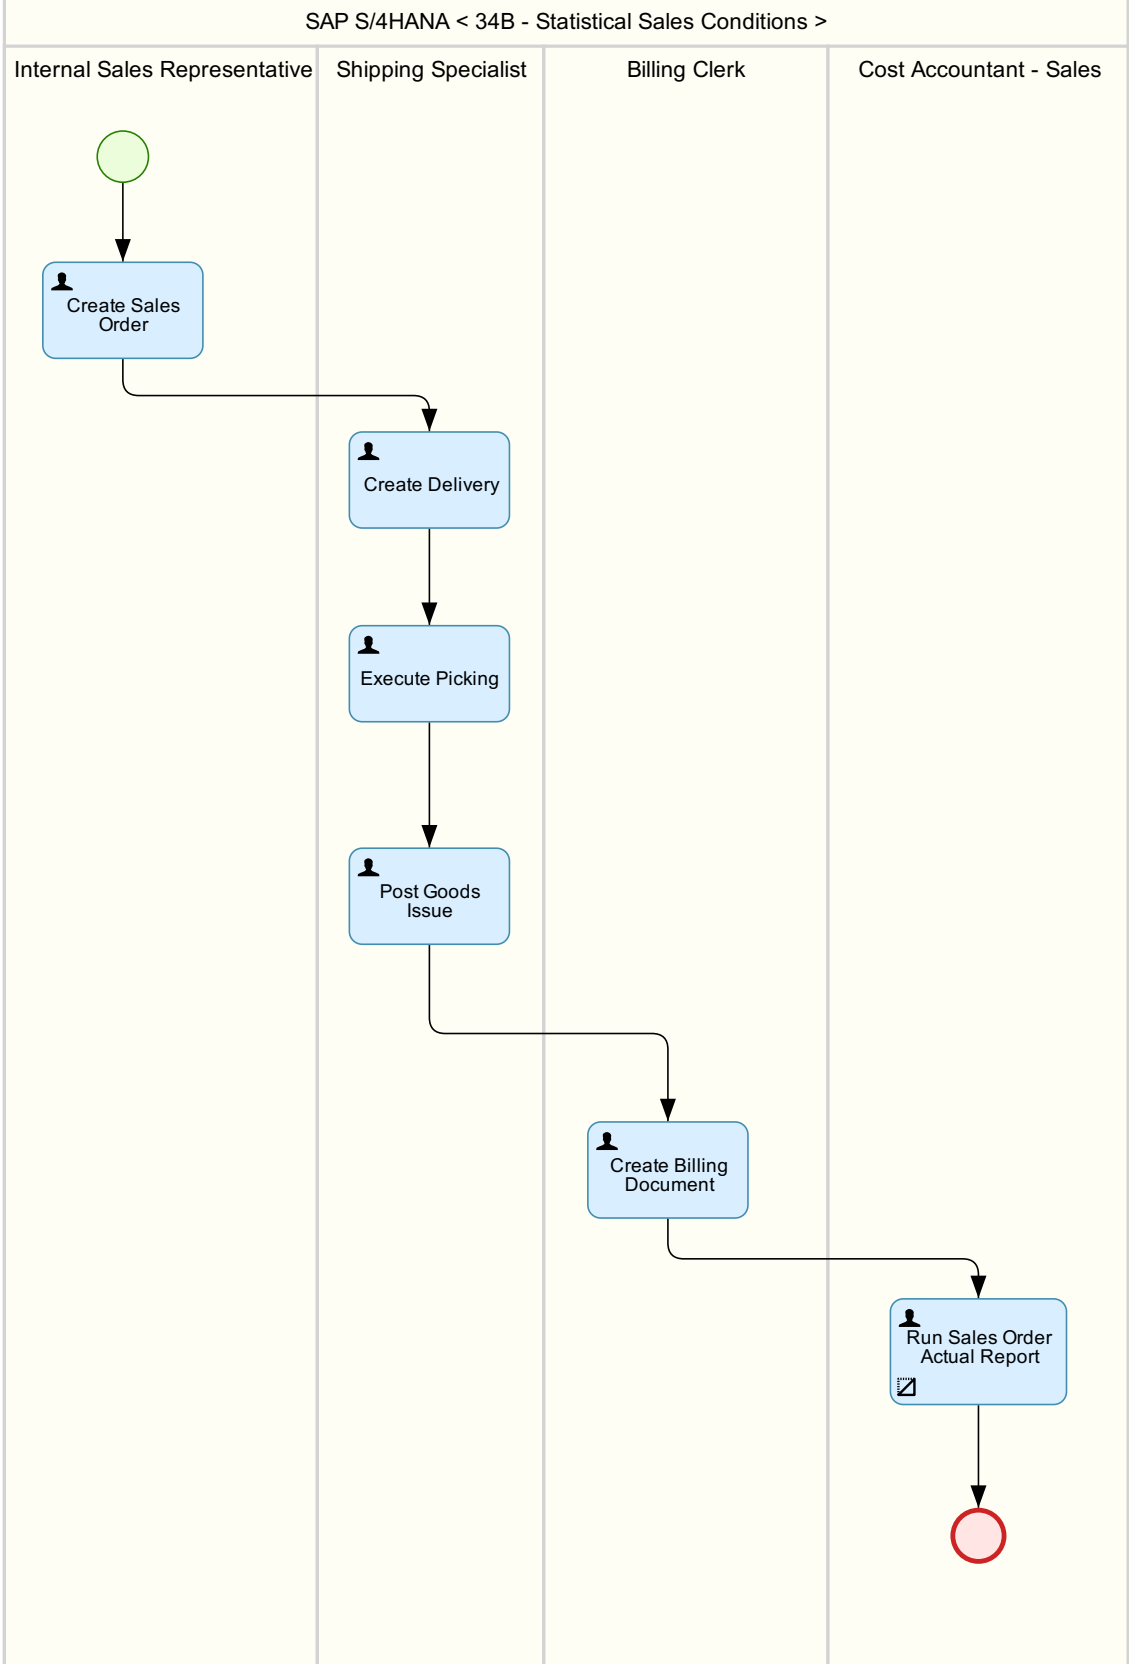 SAP S/4HANA < 34B - Statistical Sales Conditions >
Internal Sales Representative
Shipping Specialist
Billing Clerk
Cost Accountant - Sales
Create Sales
Order
Create Delivery
Execute Picking
Post Goods
Issue
Create Billing
Document
Run Sales Order
Actual Report